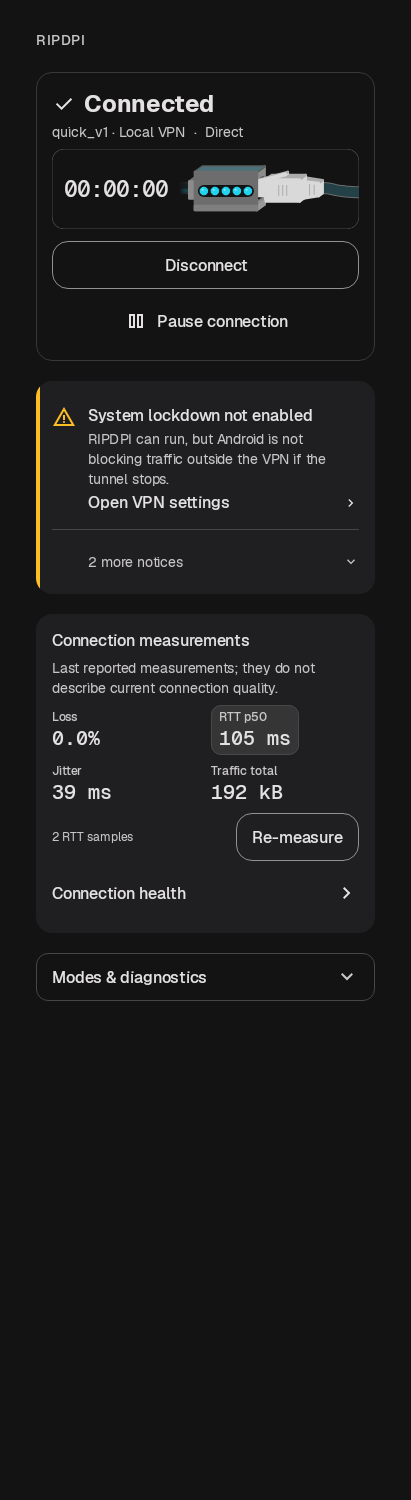 RIPDPI
Connected
quick_v1 · Local VPN · Direct
00:00:00
Disconnect
Pause connection
System lockdown not enabled
RIPDPI can run, but Android is not
blocking traffic outside the VPN if the
tunnel stops.
Open VPN settings
2 more notices
Connection measurements
Last reported measurements; they do not
describe current connection quality.
Loss
0.0%
RTT p50
105 ms
Jitter
39 ms
Traffic total
192 kB
2 RTT samples
Re-measure
Connection health
Modes & diagnostics